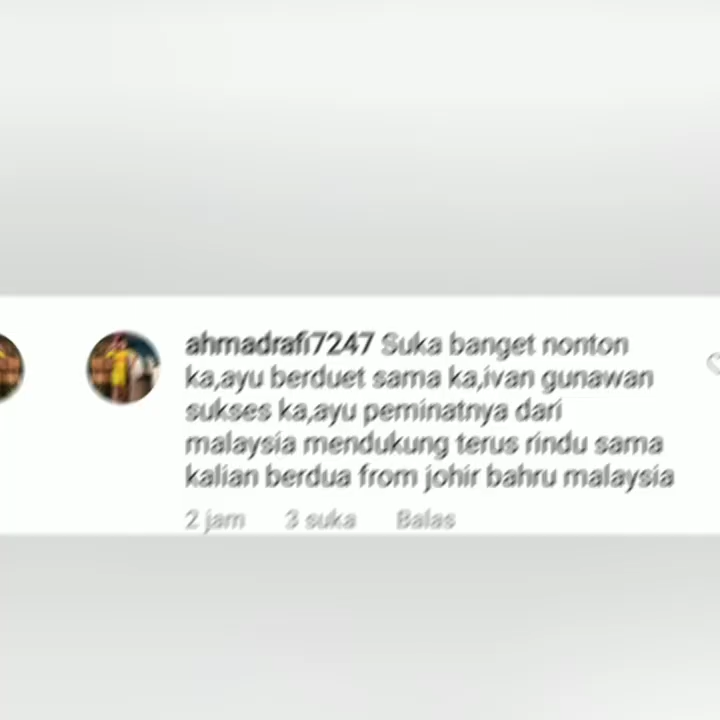 ahmadrafi7247 Suka banget nonton
ka,ayu berduet sama ka,ivan gunawan
sukses ka,ayu peminatnya dari
malaysia mendukung terus rindu sama
kalian berdua from johir bahru malaysia
2 jam 3 suka Balas